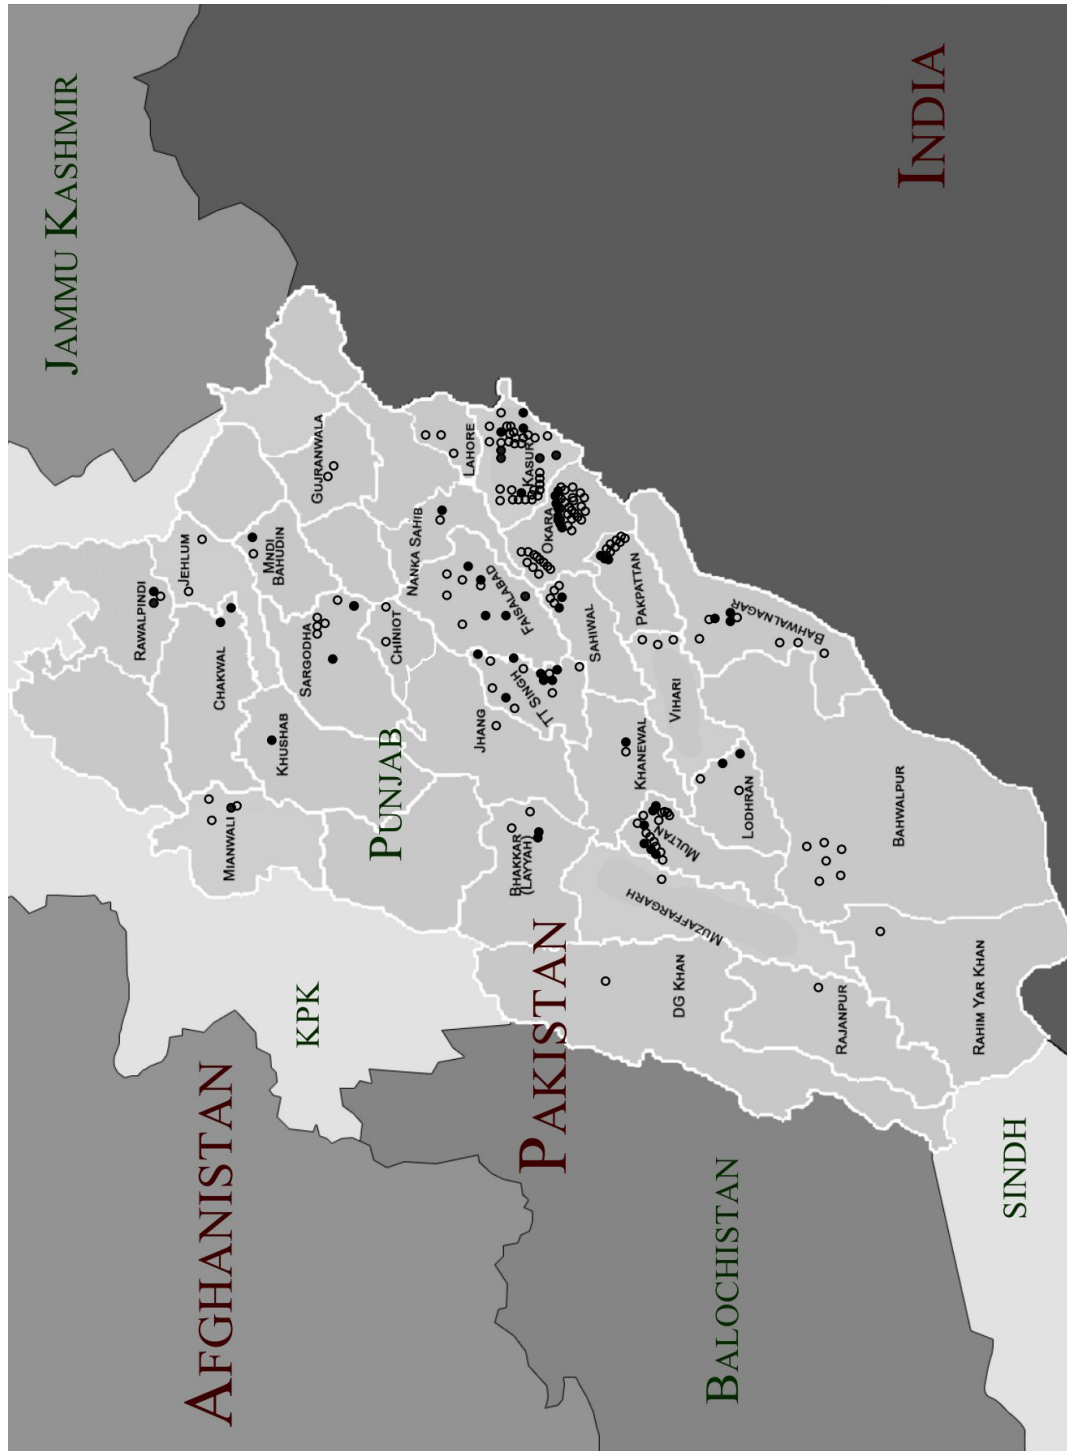 JAMMU KASHMIR
INDIA
RAWALPINDI
JEHLUM
CHAKWAL
MNDI
BAHUDIN
GUJRANWALA
MIANWALI
KHUSHAB
SARGODHA
CHINIOT
NANKA SAHIB
LAHORE
KASUR
FAISALABAD
OKARA
PUNJAB
JHANG
TT SINGH
SAHIWAL
PAKPATTAN
BHAKKAR
(LAYYAH)
KHANEWAL
VIHARI
BAHWALNAGAR
MULTAN
LODHRAN
MUZAFFARGARH
BAHWALPUR
DG KHAN
RAJANPUR
RAHIM YAR KHAN
KPK
PAKISTAN
AFGHANISTAN
BALOCHISTAN
SINDH